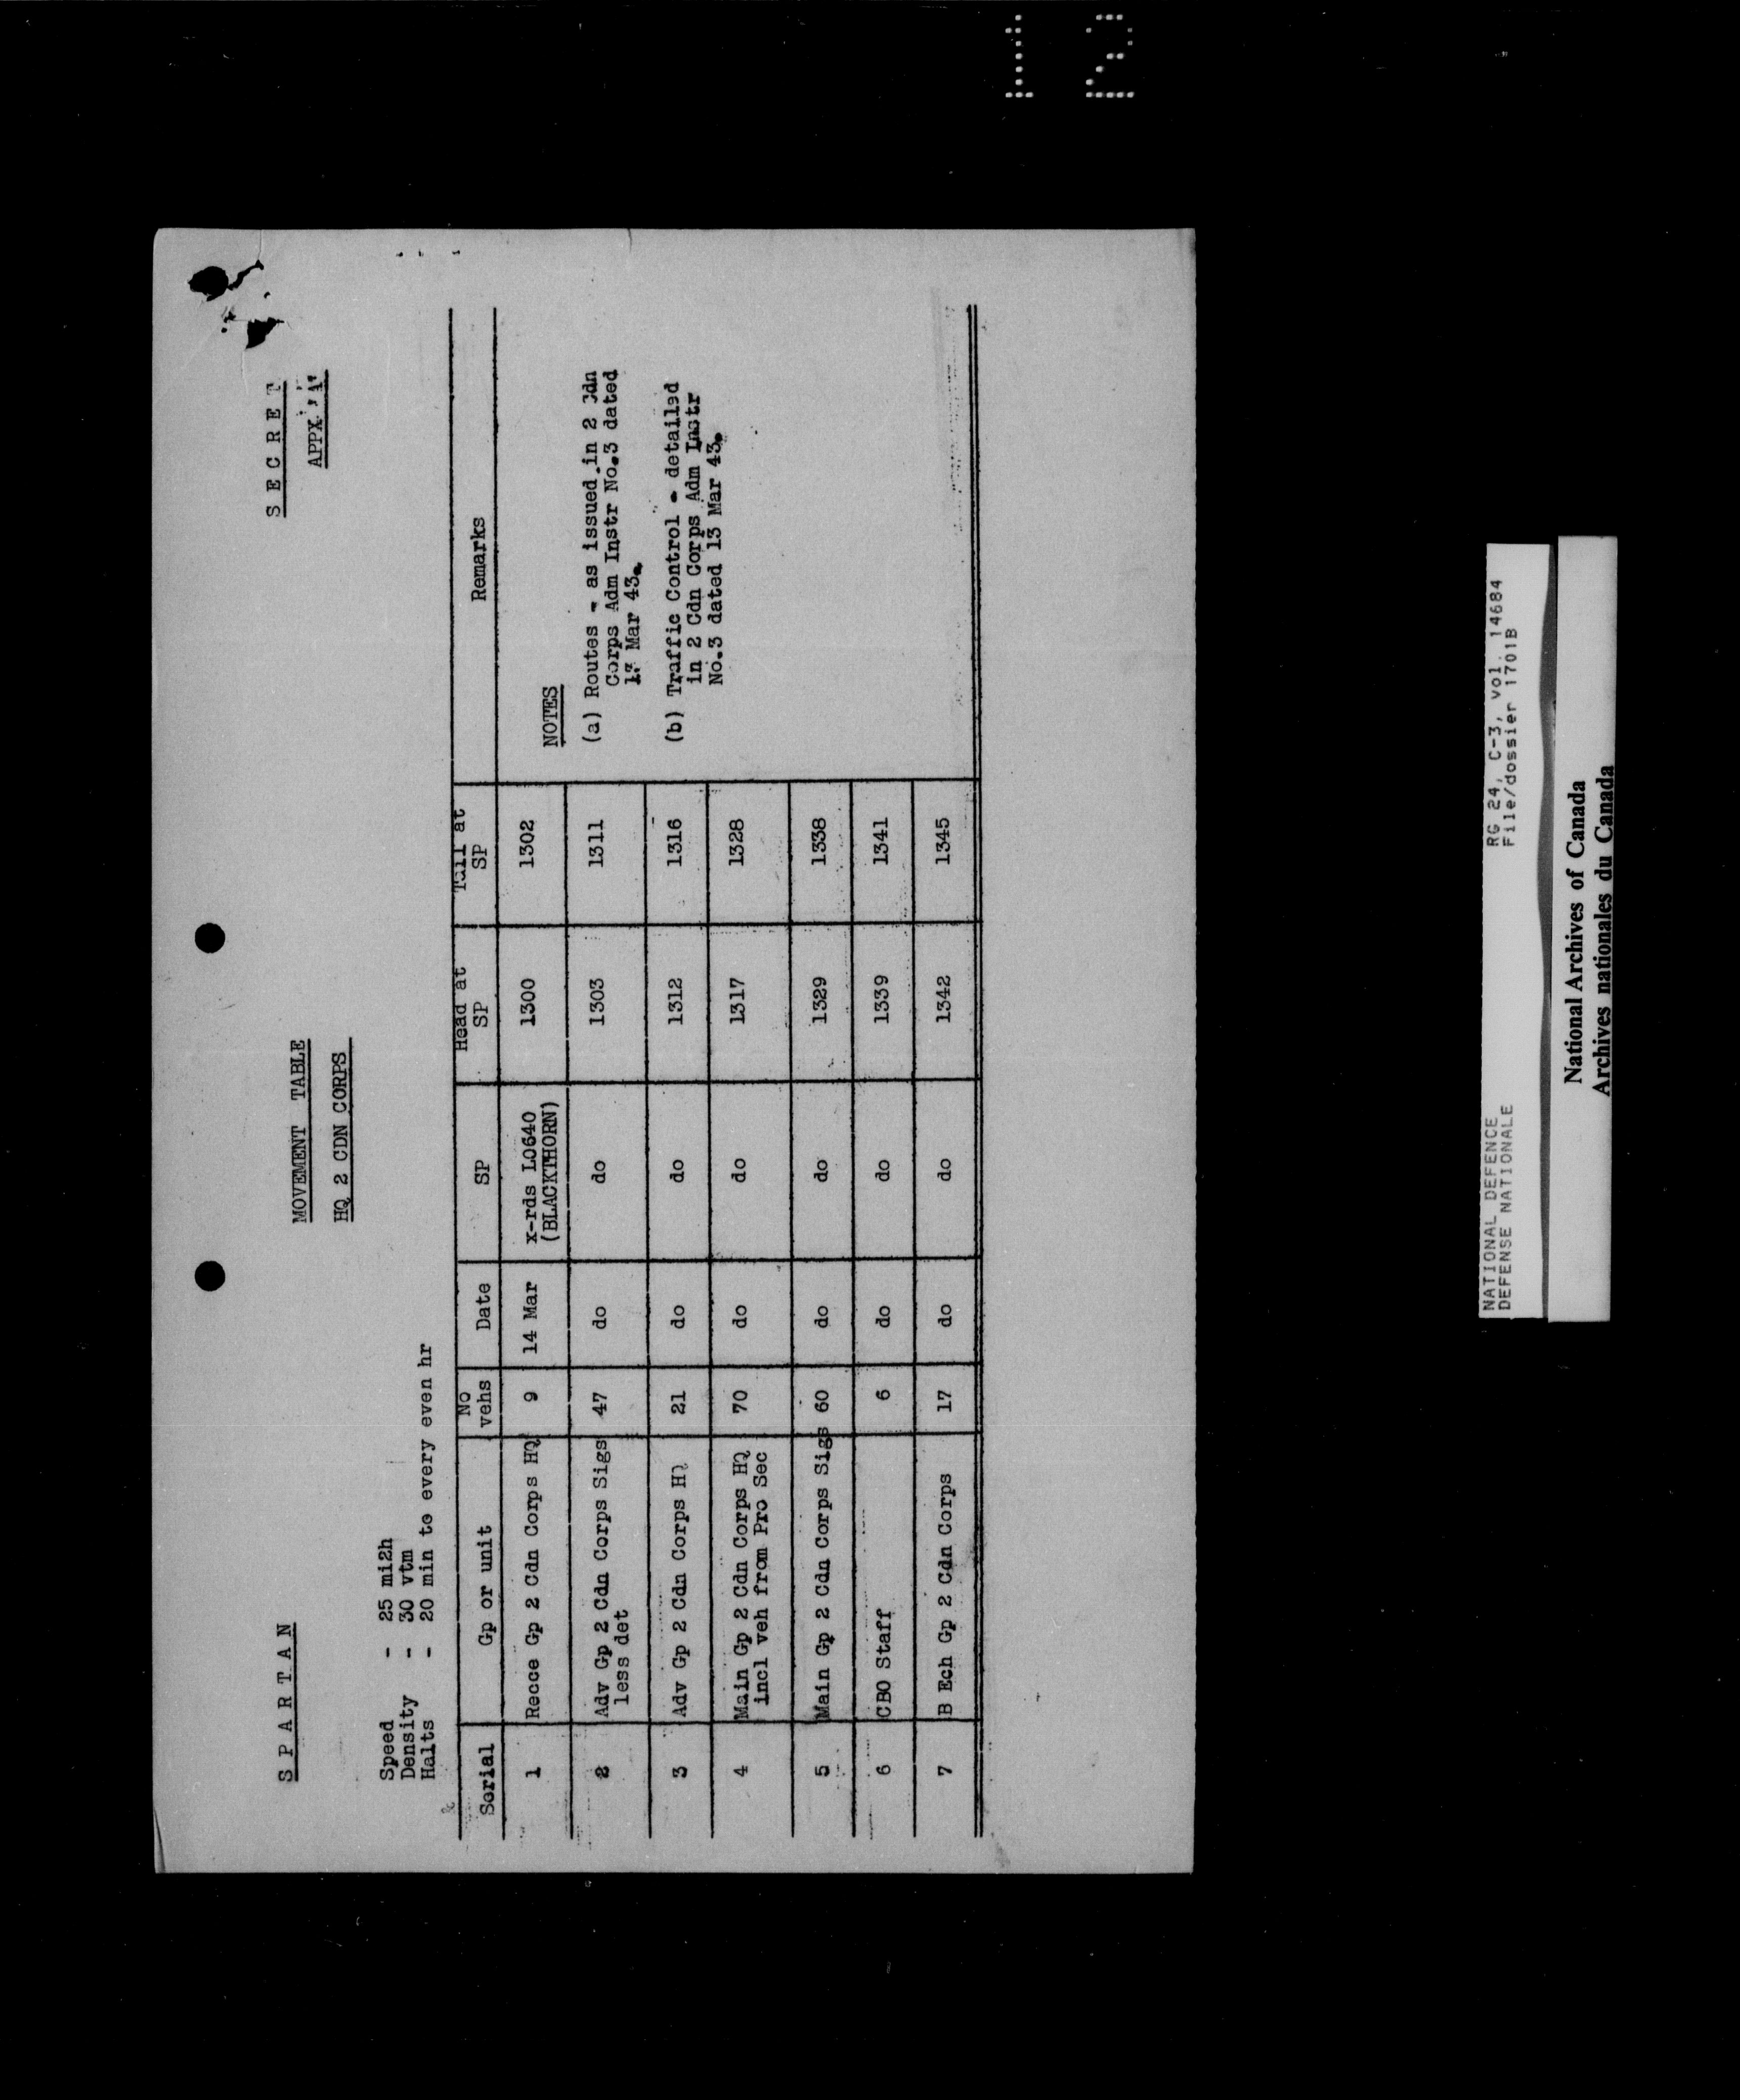 S P A R T A N
S E C R E T
APPX 'A'
MOVEMENT TABLE
HQ 2 CDN CORPS
Speed - 25 mi2h
Density - 30 vtm
Halts - 20 min to every even hr
Serial Gp or unit No vehs Date SP Head at SP Tail at SP Remarks
1 Recce Gp 2 Cdn Corps HQ 9 14 Mar x-rds L0640 (BLACKTHORN) 1300 1302
2 Adv Gp 2 Cdn Corps Sigs less det 47 do do 1303 1311
3 Adv Gp 2 Cdn Corps HQ 21 do do 1312 1316
4 Main Gp 2 Cdn Corps HQ incl veh from Pro Sec 70 do do 1317 1328
5 Main Gp 2 Cdn Corps Sigs 60 do do 1329 1338
6 CBO Staff 6 do do 1339 1341
7 B Ech Gp 2 Cdn Corps 17 do do 1342 1345
NOTES
(a) Routes - as issued in 2 Cdn
Corps Adm Instr No.3 dated
13 Mar 43.
(b) Traffic Control - detailed
in 2 Cdn Corps Adm Instr
No.3 dated 13 Mar 43.
NATIONAL DEFENCE RG 24, C-3, vol. 14684
DEFENSE NATIONALE File/dossier 1701B
National Archives of Canada
Archives nationales du Canada
12